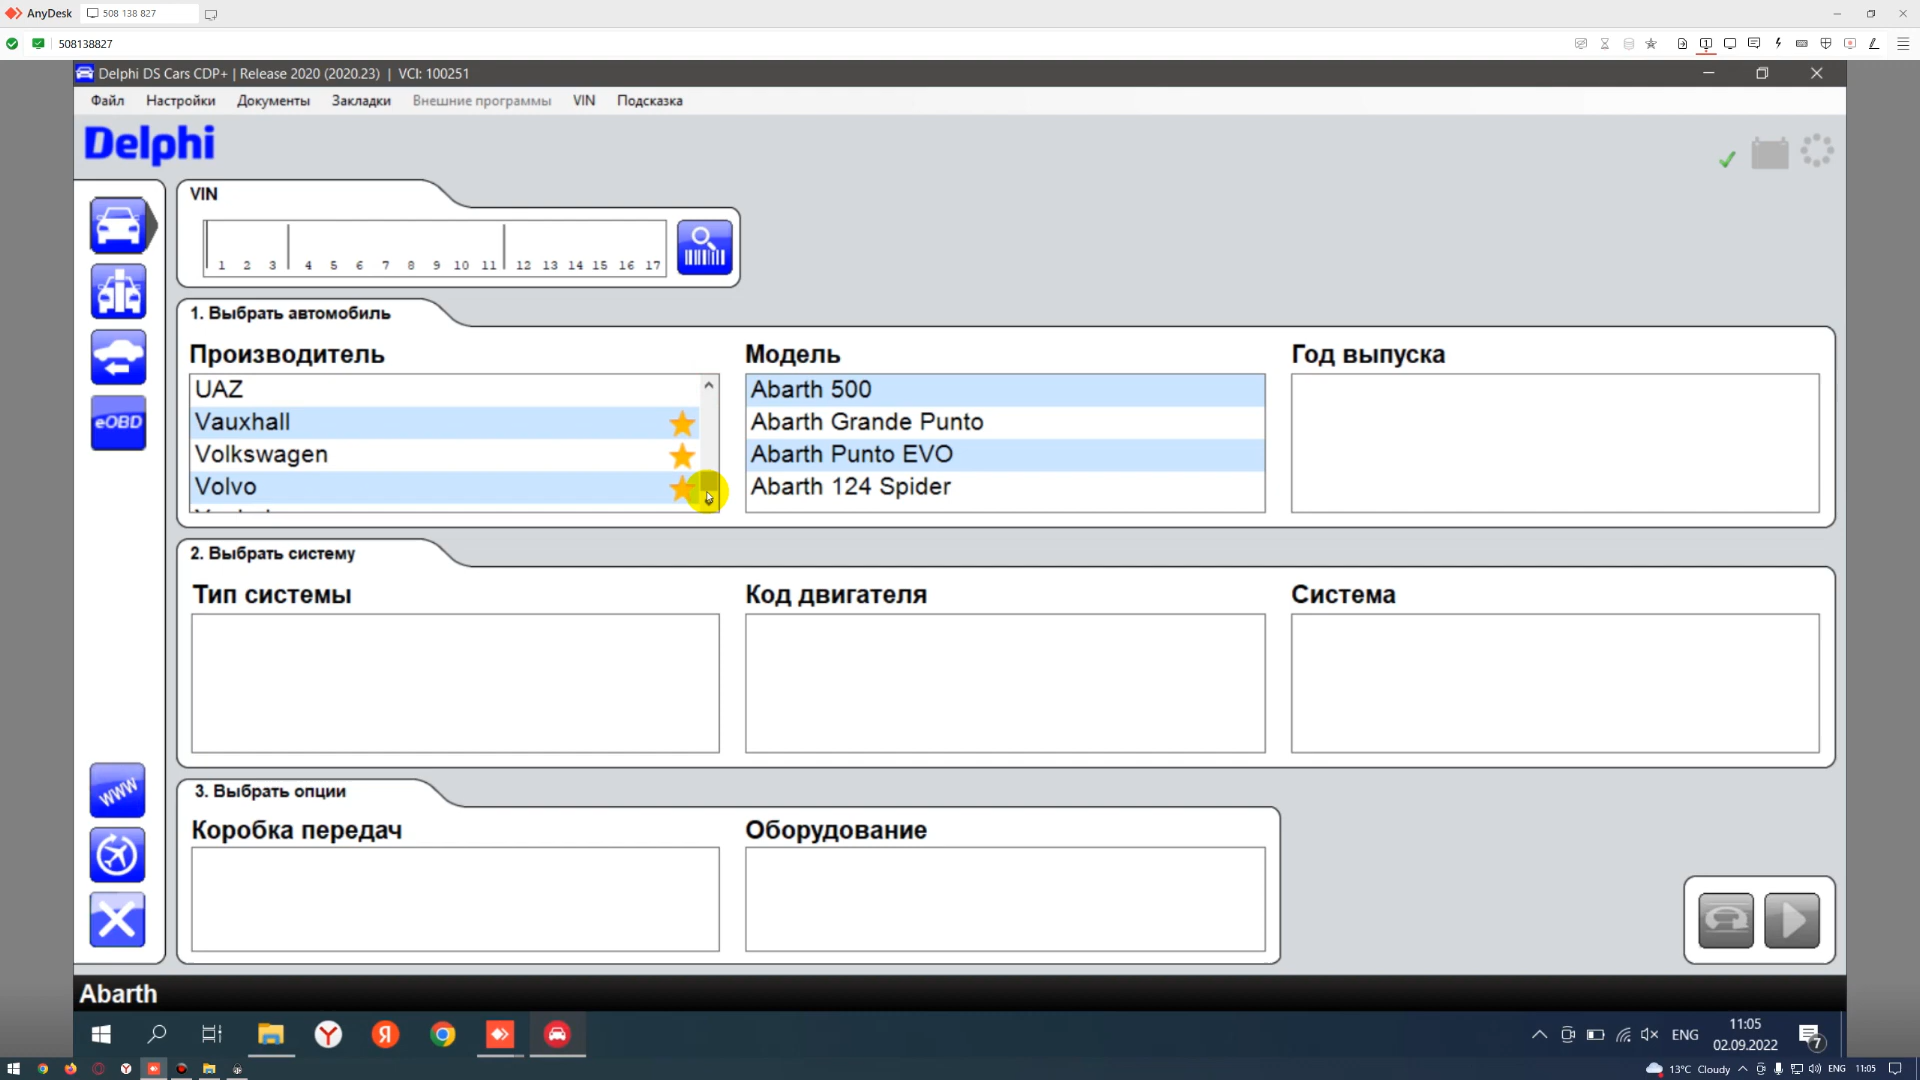 AnyDesk
508 138 827
508138827
Delphi DS Cars CDP+ | Release 2020 (2020.23) | VCI: 100251
Файл Настройки Документы Закладки Внешние программы VIN Подсказка
Delphi
VIN
1 2 3 4 5 6 7 8 9 10 11 12 13 14 15 16 17
1. Выбрать автомобиль
Производитель
UAZ
Vauxhall
Volkswagen
Volvo
Модель
Abarth 500
Abarth Grande Punto
Abarth Punto EVO
Abarth 124 Spider
Год выпуска
eOBD
2. Выбрать систему
Тип системы
Код двигателя
Система
www
3. Выбрать опции
Коробка передач
Оборудование
Abarth
ENG
11:05
02.09.2022
7
13°C Cloudy
ENG
11:05